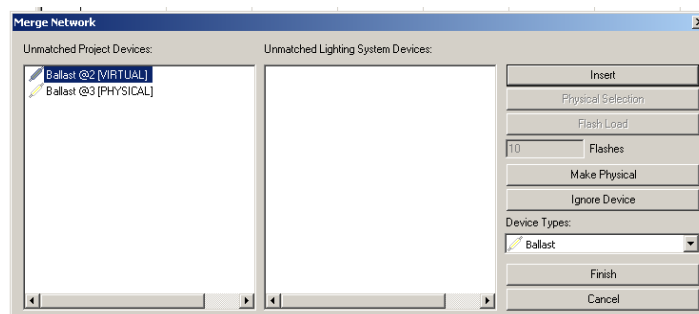 Merge Network
Unmatched Project Devices:
Unmatched Lighting System Devices:
Ballast @2 [VIRTUAL]
Ballast @3 [PHYSICAL]
Insert
Physical Selection
Flash Load
10 Flashes
Make Physical
Ignore Device
Device Types:
Ballast
Finish
Cancel